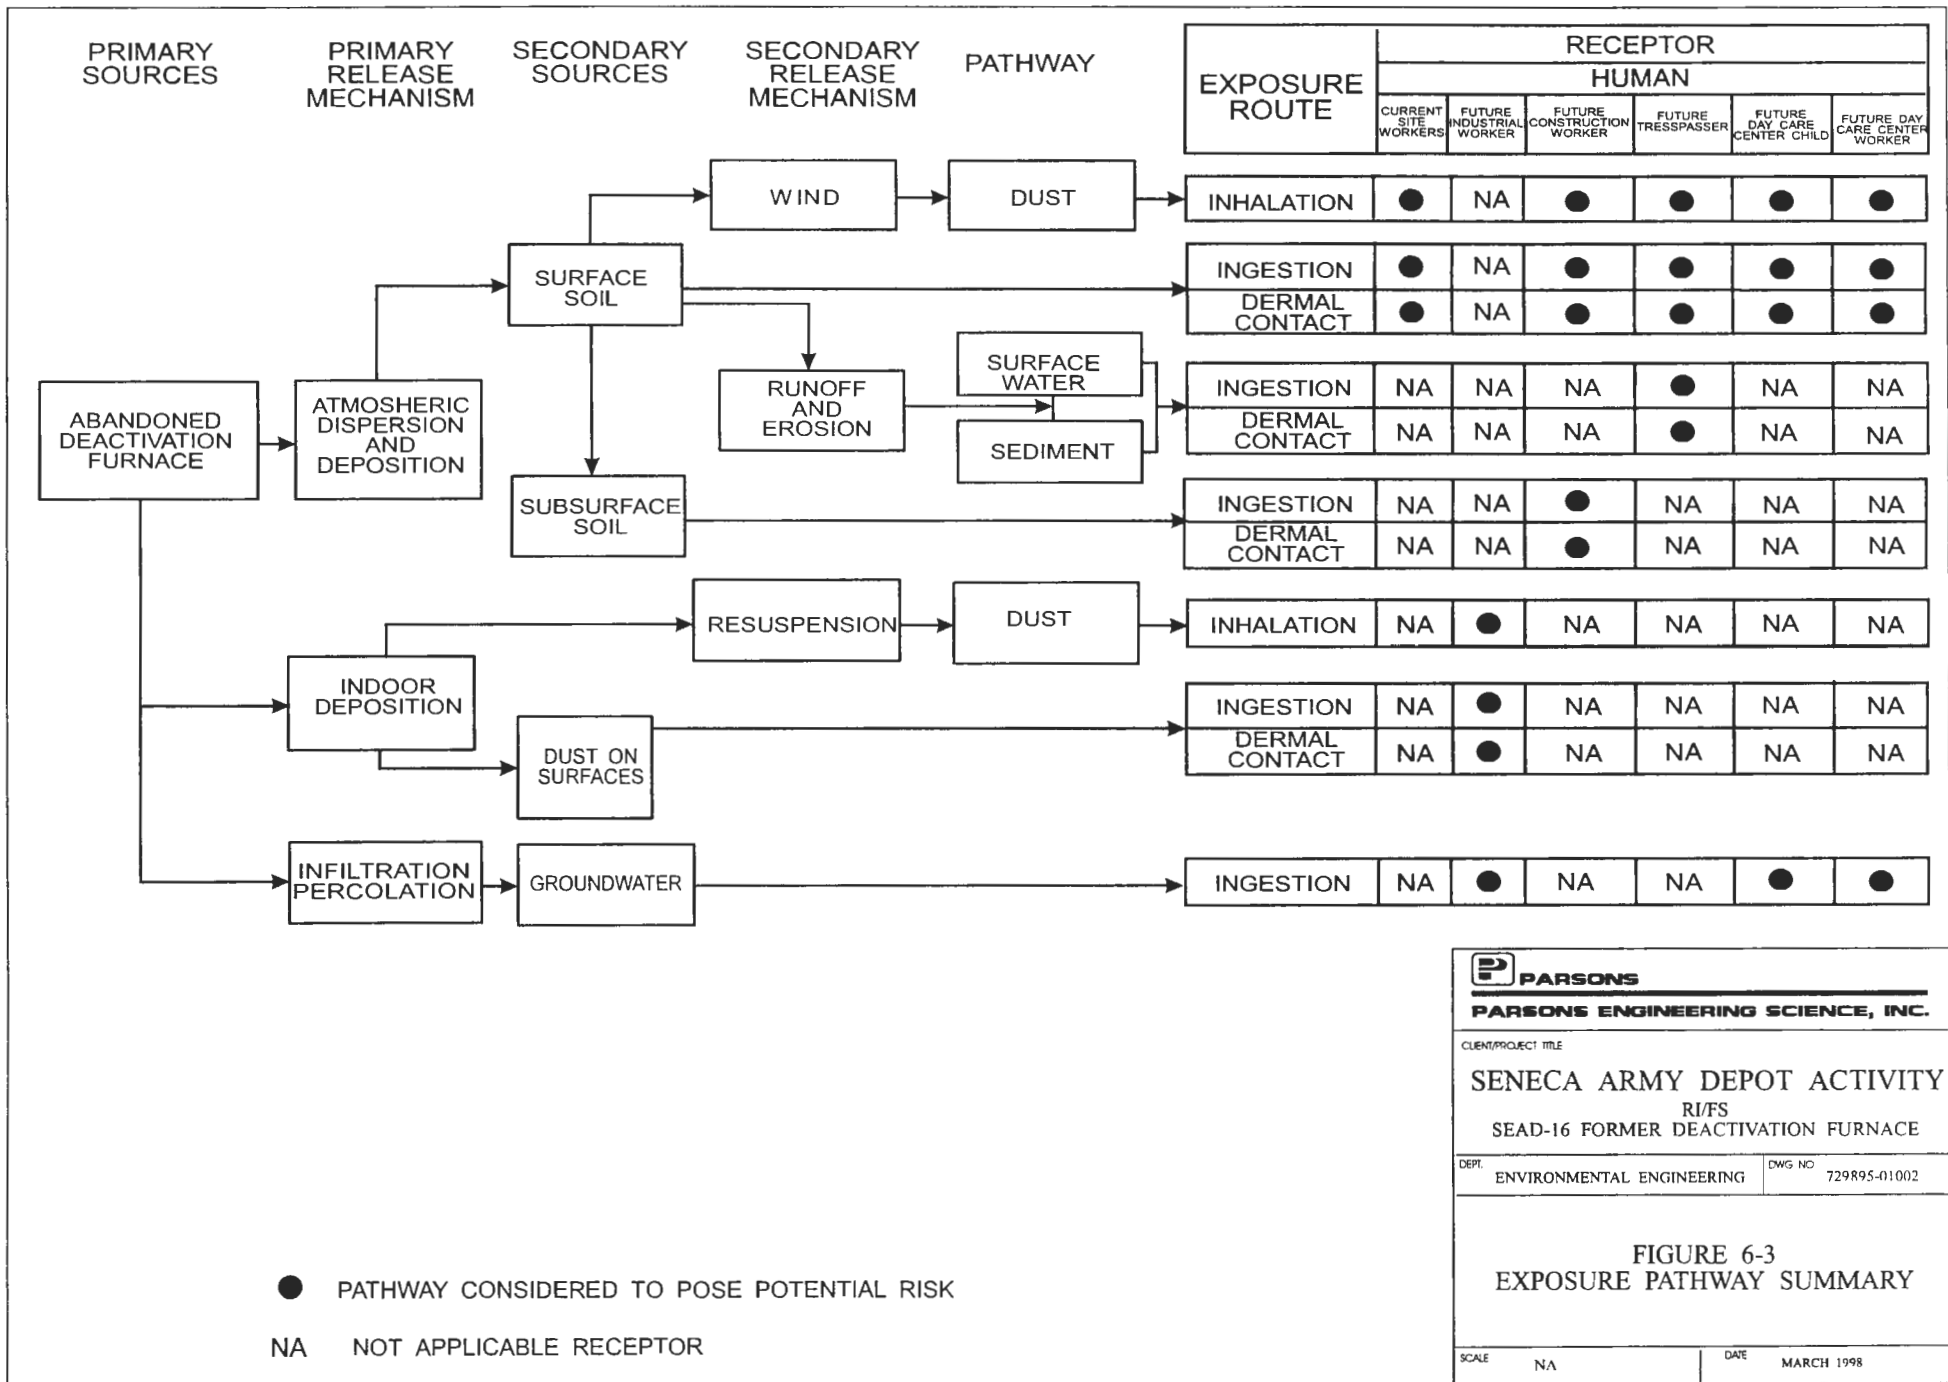 PRIMARY
SOURCES
PRIMARY
RELEASE
MECHANISM
SECONDARY
SOURCES
SECONDARY
RELEASE
MECHANISM
PATHWAY
EXPOSURE
ROUTE
RECEPTOR
HUMAN
CURRENT
SITE
WORKERS
FUTURE
INDUSTRIAL
WORKER
FUTURE
CONSTRUCTION
WORKER
FUTURE
TRESSPASSER
FUTURE
DAY CARE
CENTER CHILD
FUTURE DAY
CARE CENTER
WORKER
WIND
DUST
INHALATION ● NA ● ● ● ●
SURFACE
SOIL
INGESTION ● NA ● ● ● ●
DERMAL
CONTACT ● NA ● ● ● ●
ABANDONED
DEACTIVATION
FURNACE
ATMOSHERIC
DISPERSION
AND
DEPOSITION
RUNOFF
AND
EROSION
SURFACE
WATER
SEDIMENT
INGESTION NA NA NA ● NA NA
DERMAL
CONTACT NA NA NA ● NA NA
SUBSURFACE
SOIL
INGESTION NA NA ● NA NA NA
DERMAL
CONTACT NA NA ● NA NA NA
RESUSPENSION
DUST
INHALATION NA ● NA NA NA NA
INDOOR
DEPOSITION
DUST ON
SURFACES
INGESTION NA ● NA NA NA NA
DERMAL
CONTACT NA ● NA NA NA NA
INFILTRATION
PERCOLATION
GROUNDWATER
INGESTION NA ● NA NA ● ●
P PARSONS
PARSONS ENGINEERING SCIENCE, INC.
CLIENT/PROJECT TITLE
SENECA ARMY DEPOT ACTIVITY
RI/FS
SEAD-16 FORMER DEACTIVATION FURNACE
DEPT. ENVIRONMENTAL ENGINEERING
DWG NO 729895-01002
FIGURE 6-3
EXPOSURE PATHWAY SUMMARY
SCALE NA
DATE MARCH 1998
● PATHWAY CONSIDERED TO POSE POTENTIAL RISK
NA NOT APPLICABLE RECEPTOR